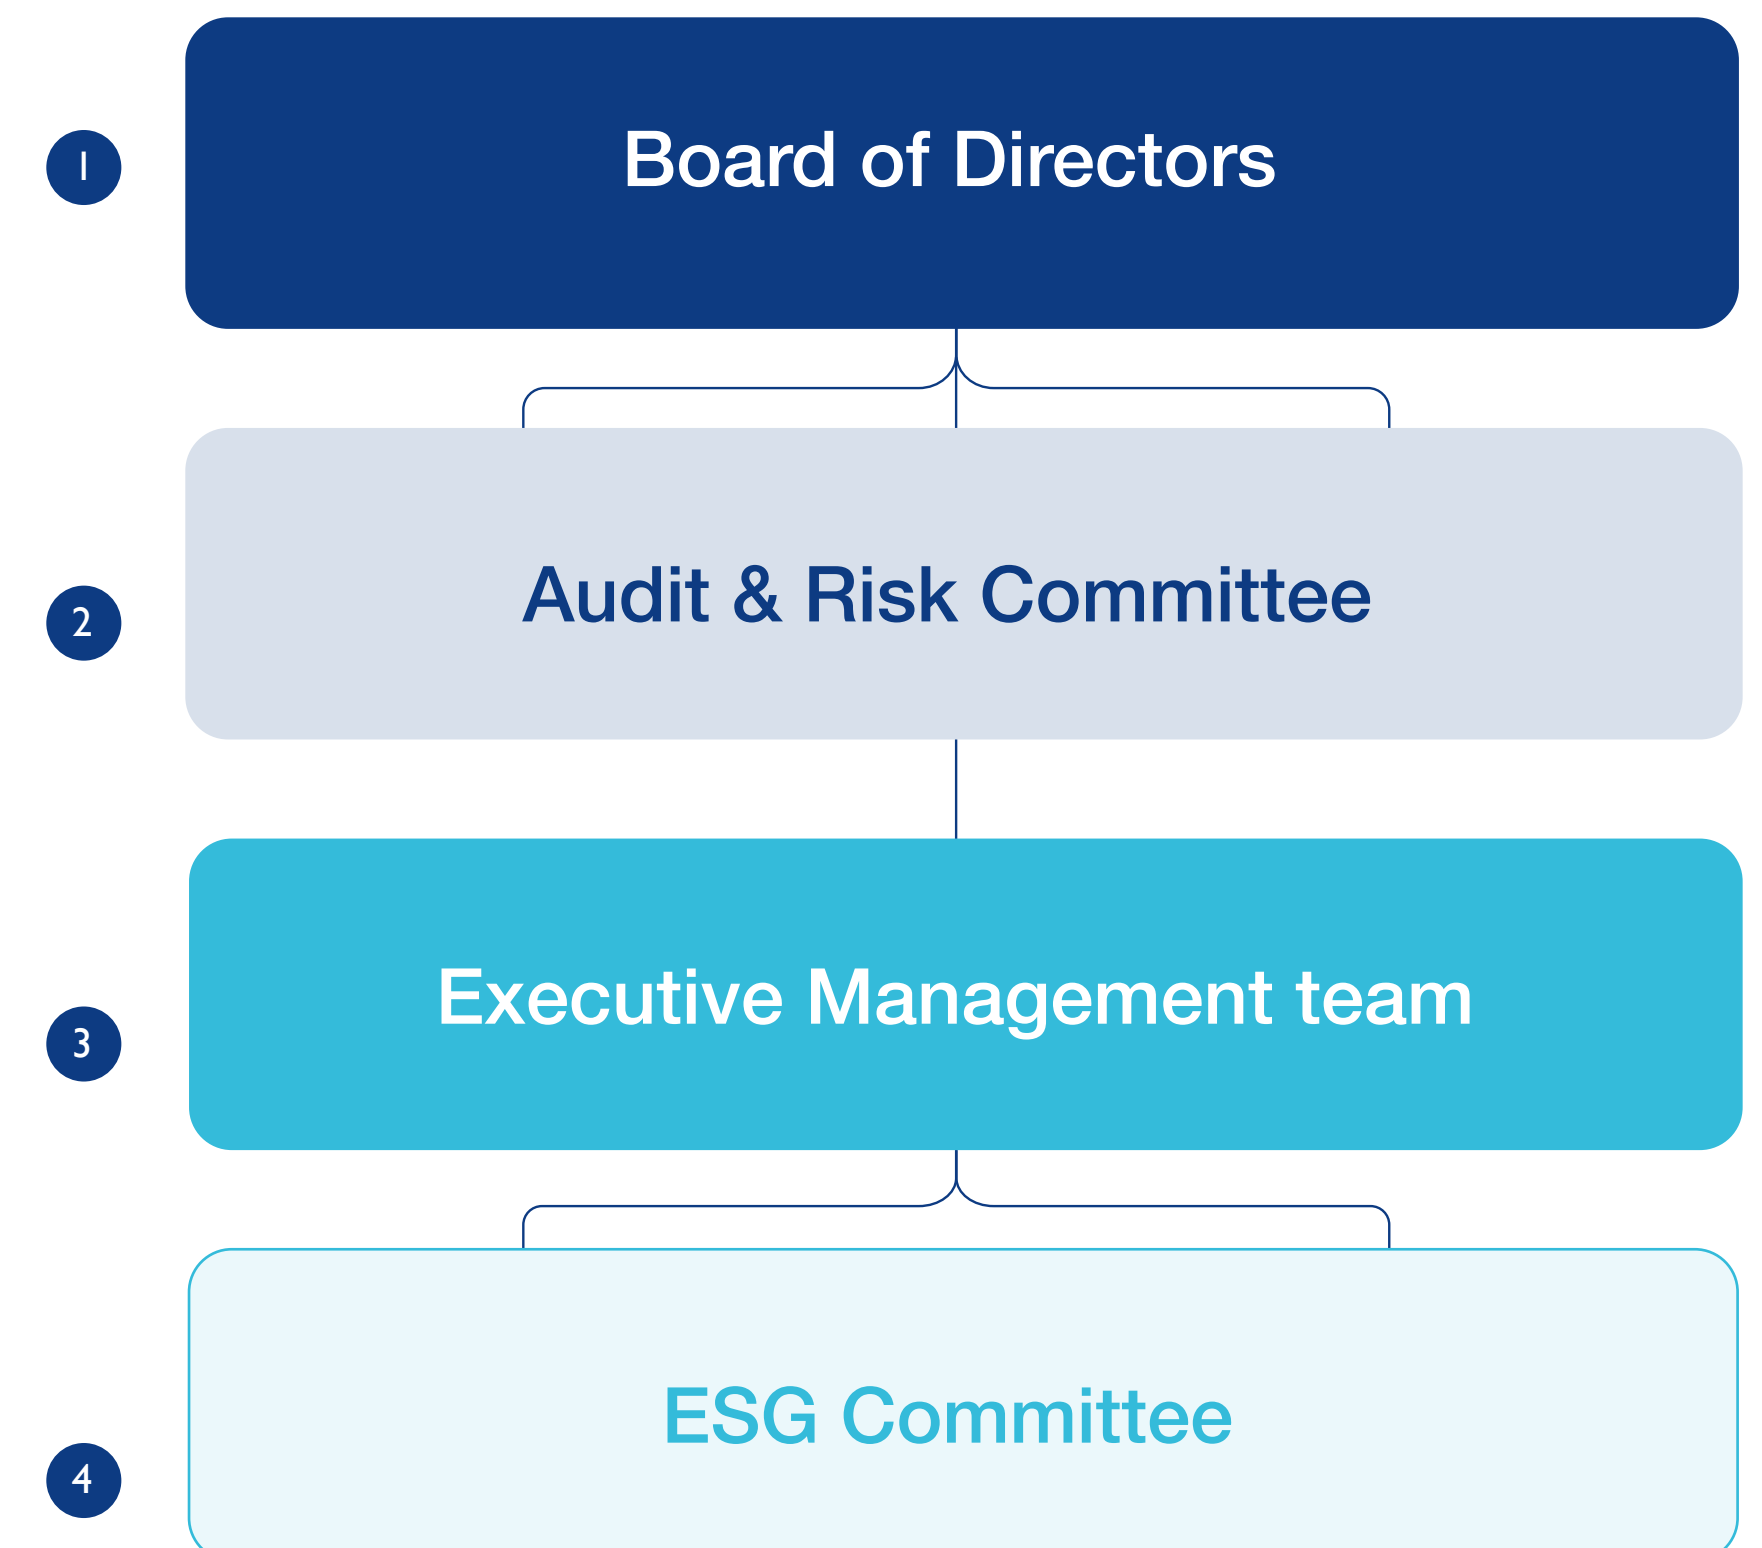 1
Board of Directors
2
Audit & Risk Committee
3
Executive Management team
4
ESG Committee